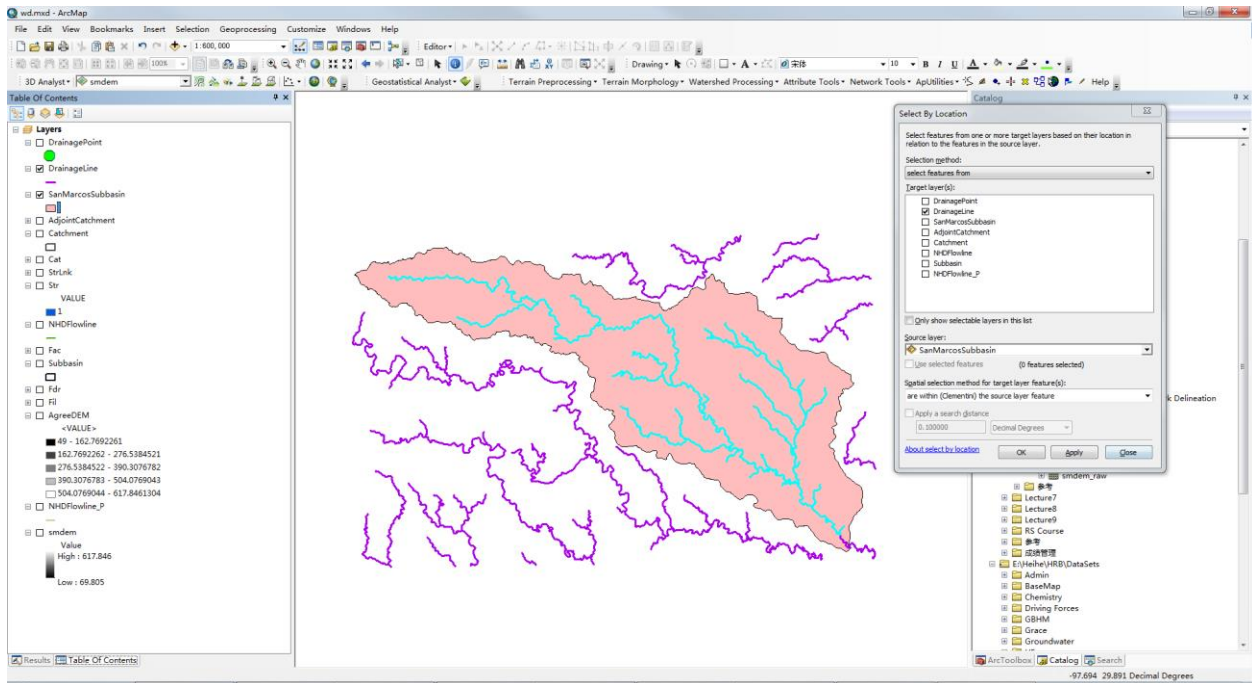 wd.mxd - ArcMap
File Edit View Bookmarks Insert Selection Geoprocessing Customize Windows Help
1:600,000 Editor
100% Drawing A 宋体 10 B I U A
3D Analyst smdem Geostatistical Analyst Terrain Preprocessing Terrain Morphology Watershed Processing Attribute Tools Network Tools ApUtilities Help
Table Of Contents
Layers
DrainagePoint
DrainageLine
SanMarcosSubbasin
AdjointCatchment
Catchment
Cat
StrLnk
Str
VALUE
1
NHDFlowline
Fac
Subbasin
Fdr
Fil
AgreeDEM
<VALUE>
49 - 162.7692261
162.7692262 - 276.5384521
276.5384522 - 390.3076782
390.3076783 - 504.0769043
504.0769044 - 617.8461304
NHDFlowline_P
smdem
Value
High : 617.846
Low : 69.805
Results Table Of Contents
Catalog
Select By Location
Select features from one or more target layers based on their location in
relation to the features in the source layer.
Selection method:
select features from
Target layer(s):
DrainagePoint
DrainageLine
SanMarcosSubbasin
AdjointCatchment
Catchment
NHDFlowline
Subbasin
NHDFlowline_P
Only show selectable layers in this list
Source layer:
SanMarcosSubbasin
Use selected features (0 features selected)
Spatial selection method for target layer feature(s):
are within (Clementini) the source layer feature
Apply a search distance
0.100000 Decimal Degrees
About select by location OK Apply Close
k Delineation
smdem_raw
参考
Lecture7
Lecture8
Lecture9
RS Course
参考
成绩管理
E:\Heihe\HRB\DataSets
Admin
BaseMap
Chemistry
Driving Forces
GBHM
Grace
Groundwater
ArcToolbox Catalog Search
-97.694 29.891 Decimal Degrees